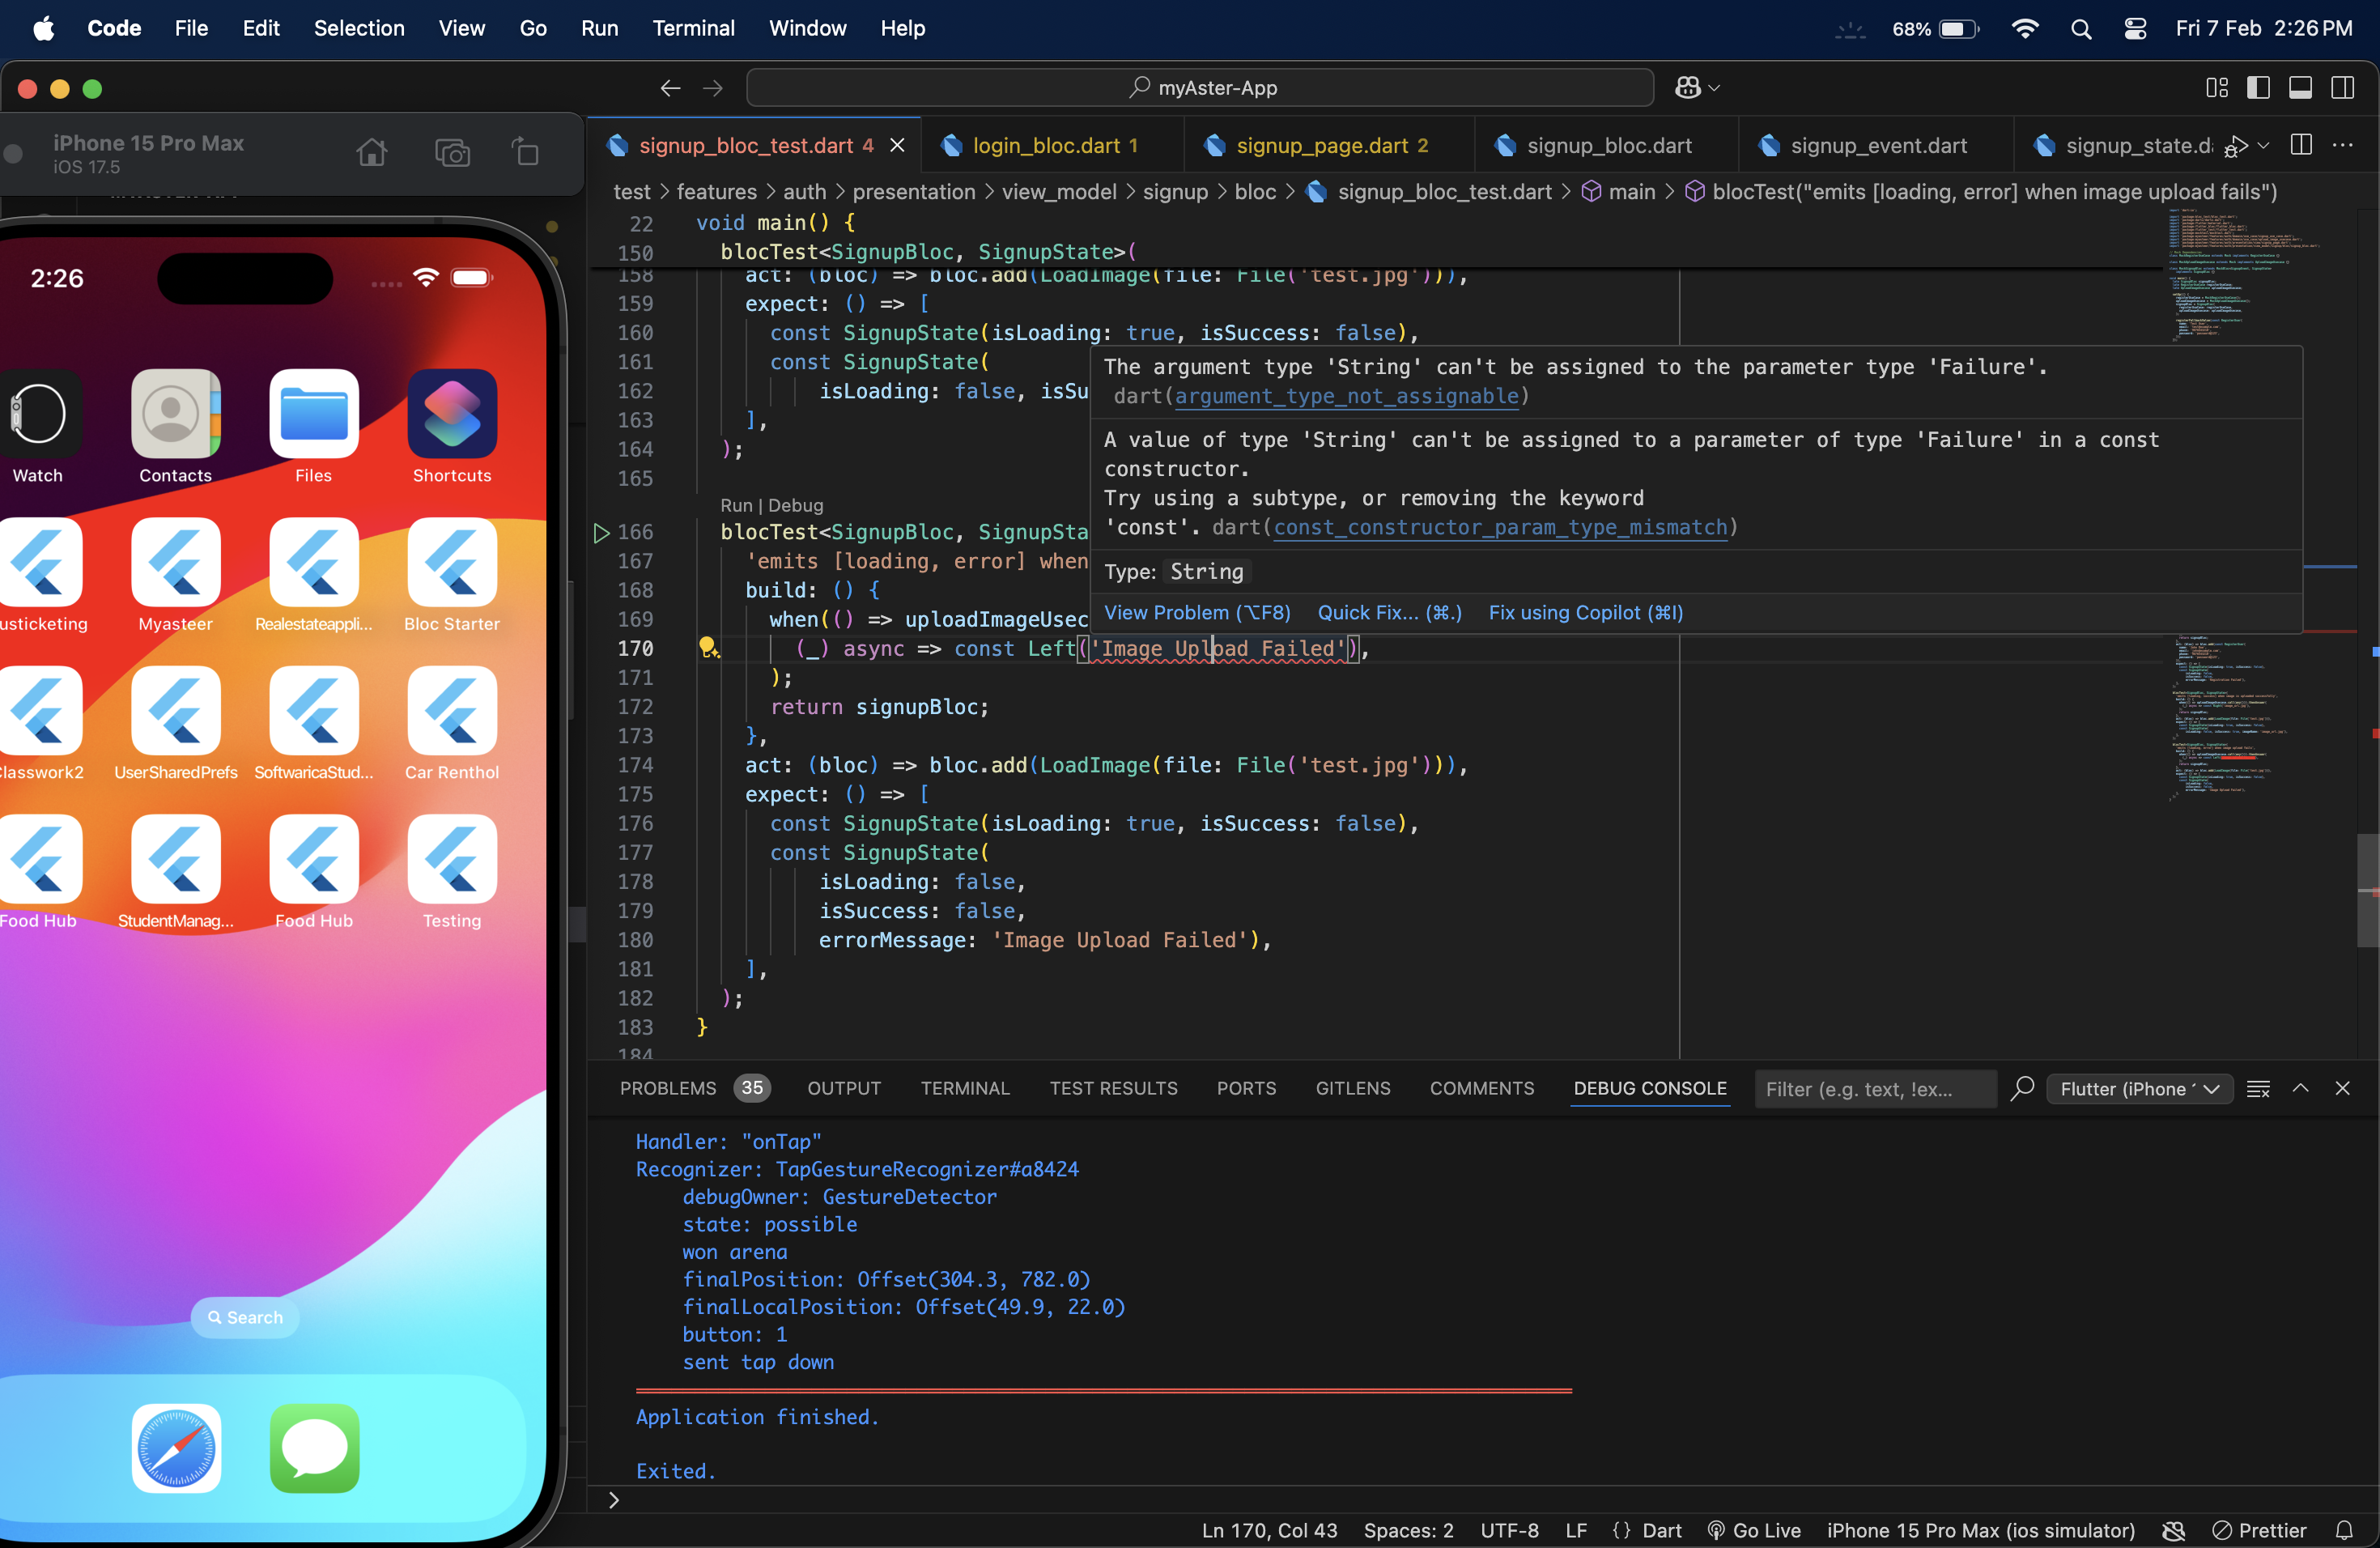 Code File Edit Selection View Go Run Terminal Window Help
68% Fri 7 Feb 2:26 PM
myAster-App
iPhone 15 Pro Max
iOS 17.5
2:26
Watch Contacts Files Shortcuts
usticketing Myasteer Realestateappli... Bloc Starter
lasswork2 UserSharedPrefs SoftwaricaStud... Car Renthol
Food Hub StudentManag... Food Hub Testing
Search
signup_bloc_test.dart 4 login_bloc.dart 1 signup_page.dart 2 signup_bloc.dart signup_event.dart signup_state.d
test > features > auth > presentation > view_model > signup > bloc > signup_bloc_test.dart > main > blocTest("emits [loading, error] when image upload fails")
22 void main() {
150 blocTest<SignupBloc, SignupState>(
158 act: (bloc) => bloc.add(LoadImage(file: File('test.jpg'))),
159 expect: () => [
160 const SignupState(isLoading: true, isSuccess: false),
161 const SignupState(
162 isLoading: false, isSu
163 ],
164 );
165
Run | Debug
166 blocTest<SignupBloc, SignupSta
167 'emits [loading, error] when
168 build: () {
169 when(() => uploadImageUsec
170 (_) async => const Left('Image Upload Failed'),
171 );
172 return signupBloc;
173 },
174 act: (bloc) => bloc.add(LoadImage(file: File('test.jpg'))),
175 expect: () => [
176 const SignupState(isLoading: true, isSuccess: false),
177 const SignupState(
178 isLoading: false,
179 isSuccess: false,
180 errorMessage: 'Image Upload Failed'),
181 ],
182 );
183 }
184
The argument type 'String' can't be assigned to the parameter type 'Failure'.
dart(argument_type_not_assignable)
A value of type 'String' can't be assigned to a parameter of type 'Failure' in a const
constructor.
Try using a subtype, or removing the keyword
'const'. dart(const_constructor_param_type_mismatch)
Type: String
View Problem (⌥F8) Quick Fix... (⌘.) Fix using Copilot (⌘I)
PROBLEMS 35 OUTPUT TERMINAL TEST RESULTS PORTS GITLENS COMMENTS DEBUG CONSOLE Filter (e.g. text, !ex... Flutter (iPhone
Handler: "onTap"
Recognizer: TapGestureRecognizer#a8424
debugOwner: GestureDetector
state: possible
won arena
finalPosition: Offset(304.3, 782.0)
finalLocalPosition: Offset(49.9, 22.0)
button: 1
sent tap down
Application finished.
Exited.
Ln 170, Col 43 Spaces: 2 UTF-8 LF {} Dart Go Live iPhone 15 Pro Max (ios simulator) Prettier